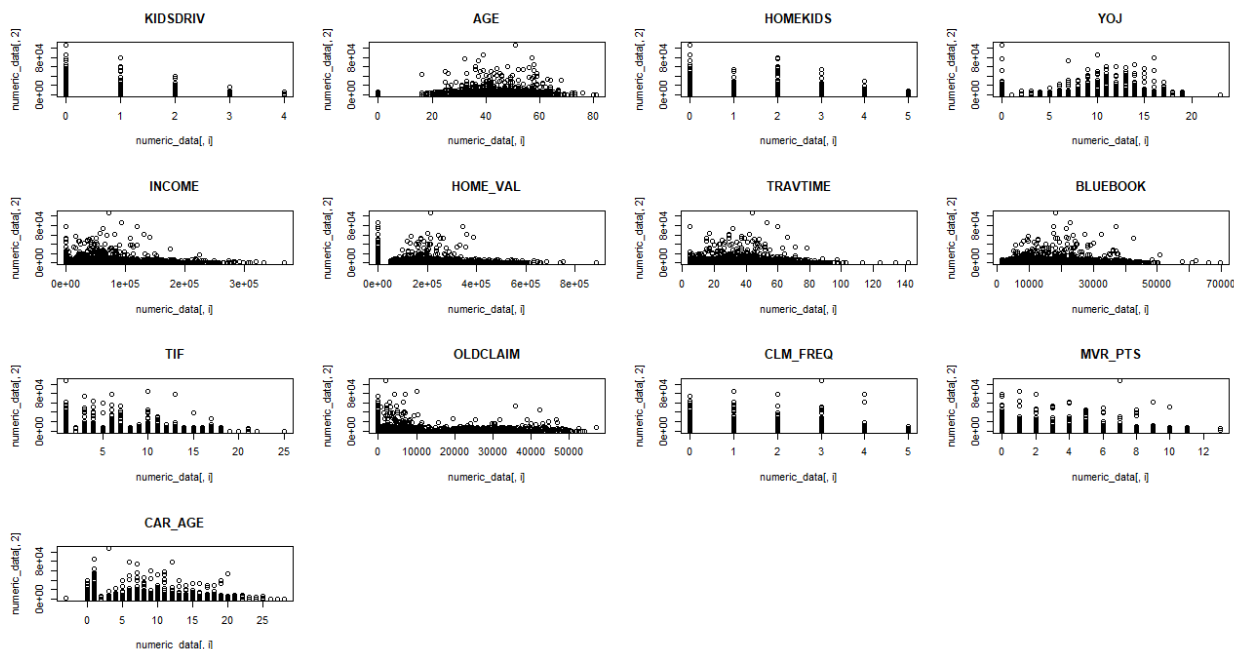 KIDSDRIV
numeric_data[, 2]
0e+00 8e+04
0 1 2 3 4
numeric_data[, i]
AGE
numeric_data[, 2]
0e+00 8e+04
0 20 40 60 80
numeric_data[, i]
HOMEKIDS
numeric_data[, 2]
0e+00 8e+04
0 1 2 3 4 5
numeric_data[, i]
YOJ
numeric_data[, 2]
0e+00 8e+04
0 5 10 15 20
numeric_data[, i]
INCOME
numeric_data[, 2]
0e+00 8e+04
0e+00 1e+05 2e+05 3e+05
numeric_data[, i]
HOME_VAL
numeric_data[, 2]
0e+00 8e+04
0e+00 2e+05 4e+05 6e+05 8e+05
numeric_data[, i]
TRAVTIME
numeric_data[, 2]
0e+00 8e+04
20 40 60 80 100 120 140
numeric_data[, i]
BLUEBOOK
numeric_data[, 2]
0e+00 8e+04
10000 20000 30000 40000 50000 60000 70000
numeric_data[, i]
TIF
numeric_data[, 2]
0e+00 8e+04
5 10 15 20 25
numeric_data[, i]
OLDCLAIM
numeric_data[, 2]
0e+00 8e+04
0 10000 20000 30000 40000 50000
numeric_data[, i]
CLM_FREQ
numeric_data[, 2]
0e+00 8e+04
0 1 2 3 4 5
numeric_data[, i]
MVR_PTS
numeric_data[, 2]
0e+00 8e+04
0 2 4 6 8 10 12
numeric_data[, i]
CAR_AGE
numeric_data[, 2]
0e+00 8e+04
0 5 10 15 20 25
numeric_data[, i]